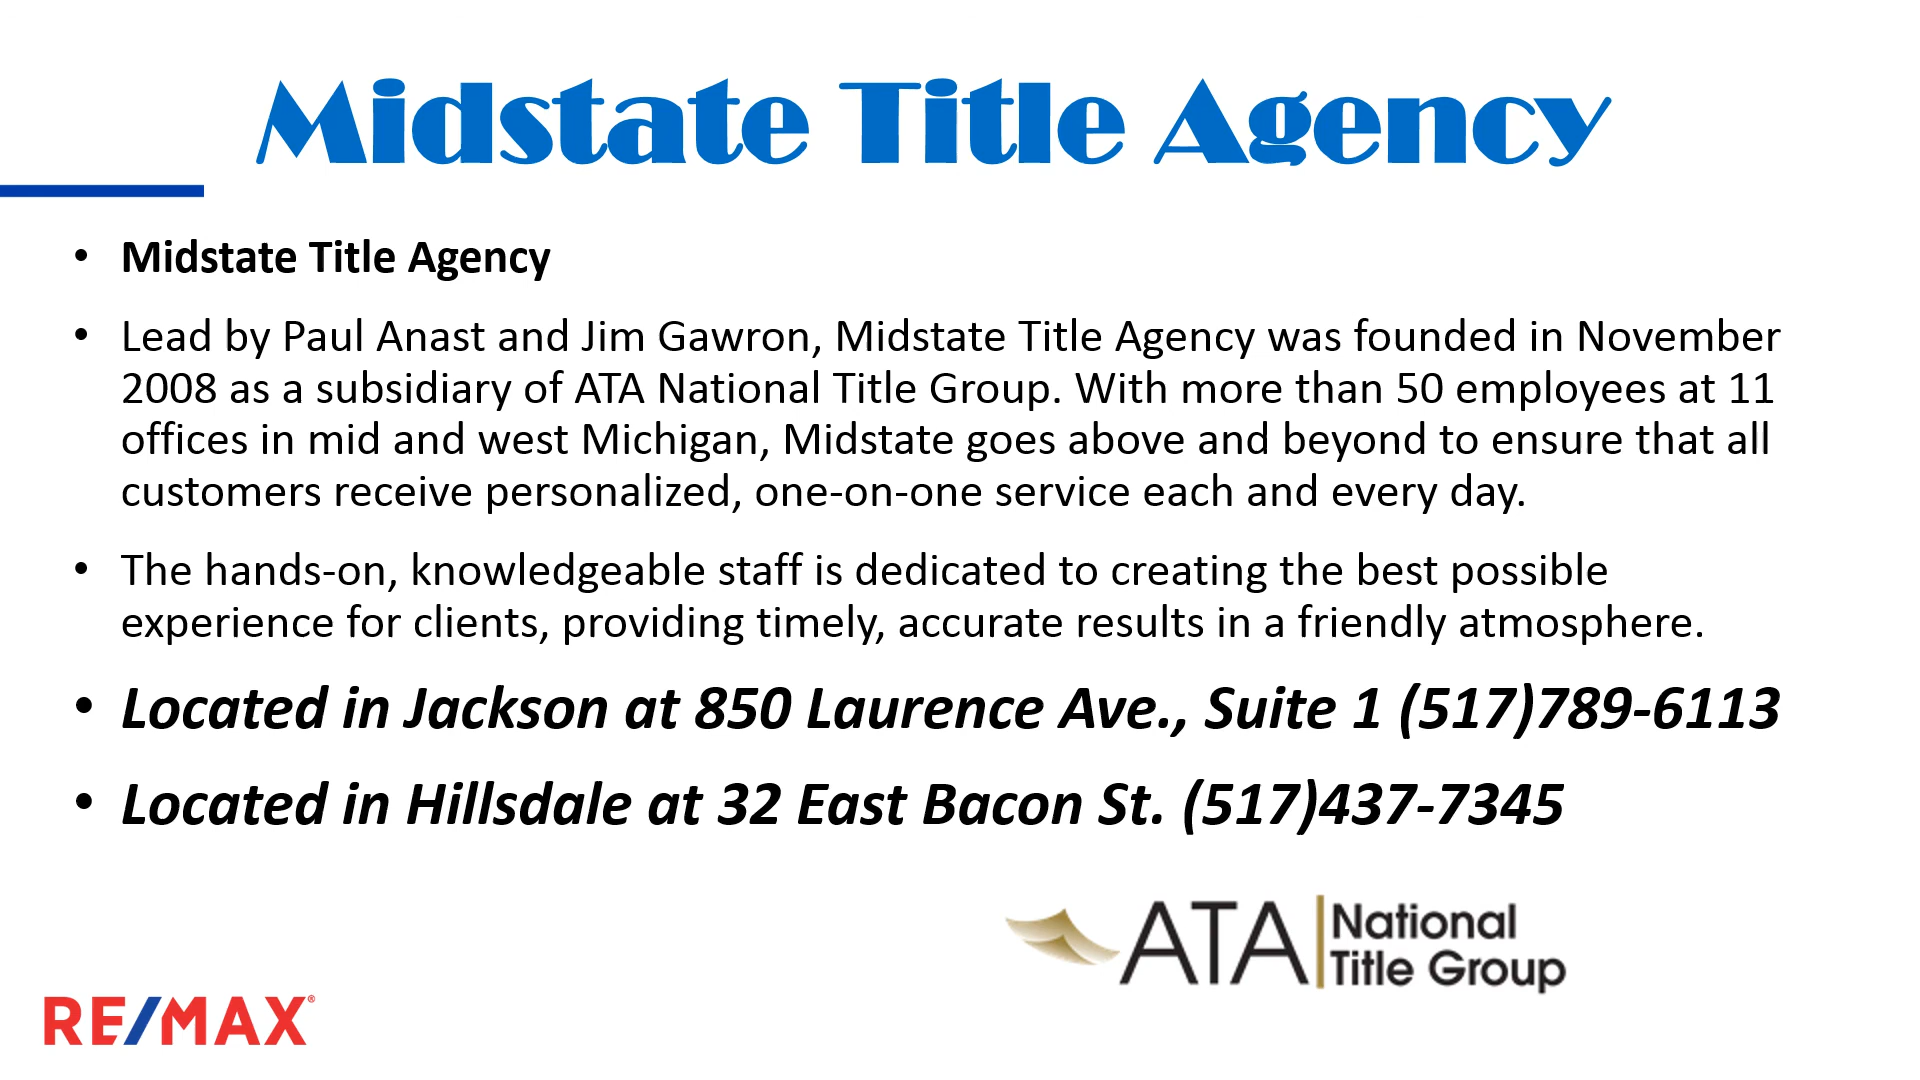 Midstate Title Agency
• Midstate Title Agency
• Lead by Paul Anast and Jim Gawron, Midstate Title Agency was founded in November
2008 as a subsidiary of ATA National Title Group. With more than 50 employees at 11
offices in mid and west Michigan, Midstate goes above and beyond to ensure that all
customers receive personalized, one-on-one service each and every day.
• The hands-on, knowledgeable staff is dedicated to creating the best possible
experience for clients, providing timely, accurate results in a friendly atmosphere.
• Located in Jackson at 850 Laurence Ave., Suite 1 (517)789-6113
• Located in Hillsdale at 32 East Bacon St. (517)437-7345
ATA National
Title Group
RE/MAX®